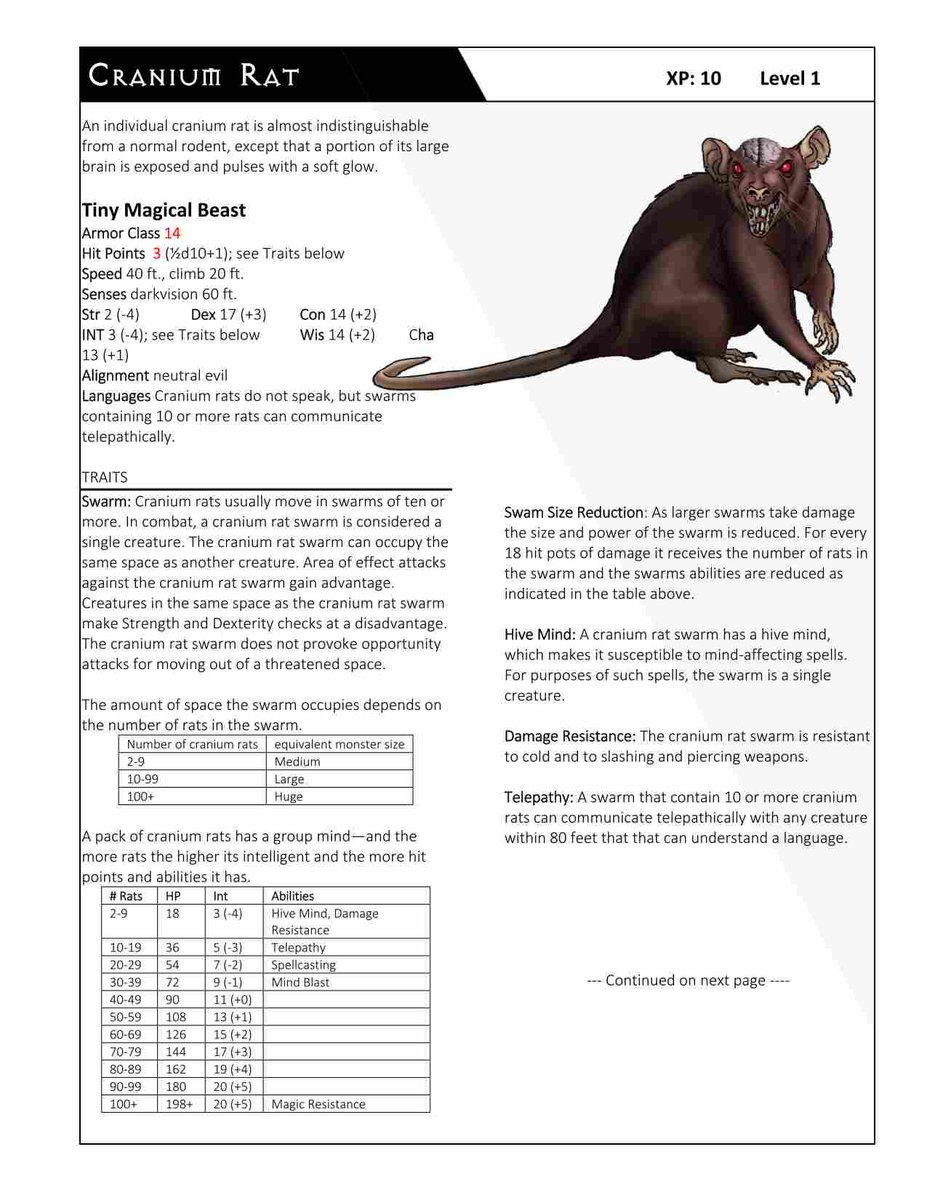 CRANIUM RAT
XP: 10 Level 1
An individual cranium rat is almost indistinguishable
from a normal rodent, except that a portion of its large
brain is exposed and pulses with a soft glow.
Tiny Magical Beast
Armor Class 14
Hit Points 3 (½d10+1); see Traits below
Speed 40 ft., climb 20 ft.
Senses darkvision 60 ft.
Str 2 (-4) Dex 17 (+3) Con 14 (+2)
INT 3 (-4); see Traits below Wis 14 (+2) Cha
13 (+1)
Alignment neutral evil
Languages Cranium rats do not speak, but swarms
containing 10 or more rats can communicate
telepathically.
TRAITS
Swarm: Cranium rats usually move in swarms of ten or
more. In combat, a cranium rat swarm is considered a
single creature. The cranium rat swarm can occupy the
same space as another creature. Area of effect attacks
against the cranium rat swarm gain advantage.
Creatures in the same space as the cranium rat swarm
make Strength and Dexterity checks at a disadvantage.
The cranium rat swarm does not provoke opportunity
attacks for moving out of a threatened space.
The amount of space the swarm occupies depends on
the number of rats in the swarm.
Number of cranium rats equivalent monster size
2-9 Medium
10-99 Large
100+ Huge
A pack of cranium rats has a group mind—and the
more rats the higher its intelligent and the more hit
points and abilities it has.
# Rats HP Int Abilities
2-9 18 3 (-4) Hive Mind, Damage
Resistance
10-19 36 5 (-3) Telepathy
20-29 54 7 (-2) Spellcasting
30-39 72 9 (-1) Mind Blast
40-49 90 11 (+0)
50-59 108 13 (+1)
60-69 126 15 (+2)
70-79 144 17 (+3)
80-89 162 19 (+4)
90-99 180 20 (+5)
100+ 198+ 20 (+5) Magic Resistance
Swam Size Reduction: As larger swarms take damage
the size and power of the swarm is reduced. For every
18 hit pots of damage it receives the number of rats in
the swarm and the swarms abilities are reduced as
indicated in the table above.
Hive Mind: A cranium rat swarm has a hive mind,
which makes it susceptible to mind-affecting spells.
For purposes of such spells, the swarm is a single
creature.
Damage Resistance: The cranium rat swarm is resistant
to cold and to slashing and piercing weapons.
Telepathy: A swarm that contain 10 or more cranium
rats can communicate telepathically with any creature
within 80 feet that that can understand a language.
--- Continued on next page ----